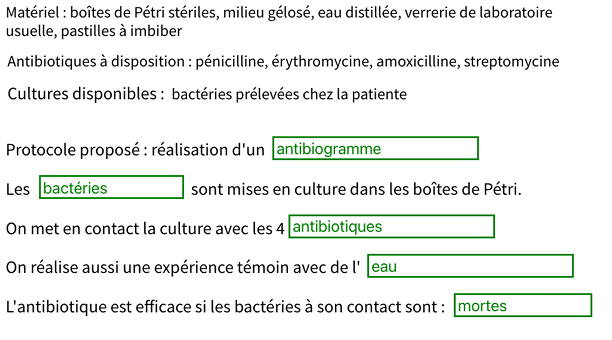 Matériel : boîtes de Pétri stériles, milieu gélosé, eau distillée, verrerie de laboratoire
usuelle, pastilles à imbiber
Antibiotiques à disposition : pénicilline, érythromycine, amoxicilline, streptomycine
Cultures disponibles : bactéries prélevées chez la patiente
Protocole proposé : réalisation d'un antibiogramme
Les bactéries sont mises en culture dans les boîtes de Pétri.
On met en contact la culture avec les 4 antibiotiques
On réalise aussi une expérience témoin avec de l' eau
L'antibiotique est efficace si les bactéries à son contact sont : mortes